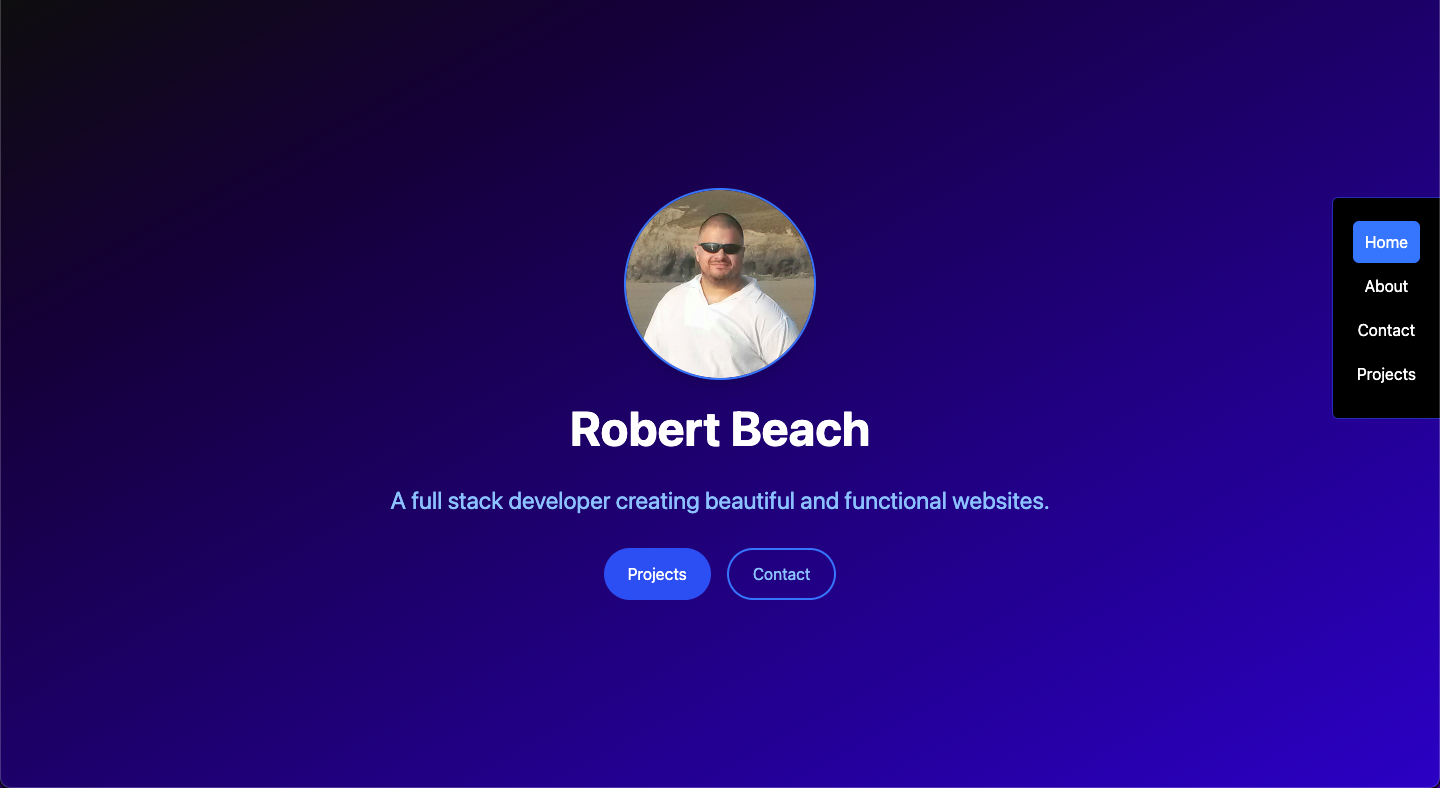 Home
About
Contact
Projects
Robert Beach
A full stack developer creating beautiful and functional websites.
Projects
Contact